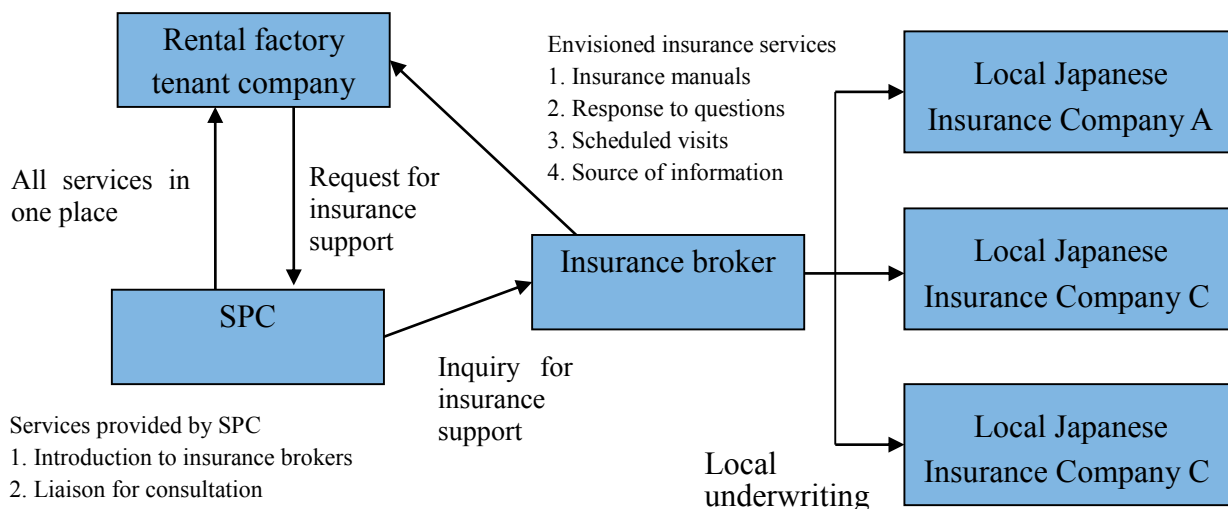 Rental factory
tenant company
Envisioned insurance services
1. Insurance manuals
2. Response to questions
3. Scheduled visits
4. Source of information
Local Japanese
Insurance Company A
All services in
one place
Request for
insurance
support
SPC
Insurance broker
Local Japanese
Insurance Company C
Inquiry for
insurance
support
Services provided by SPC
1. Introduction to insurance brokers
2. Liaison for consultation
Local
underwriting
Local Japanese
Insurance Company C